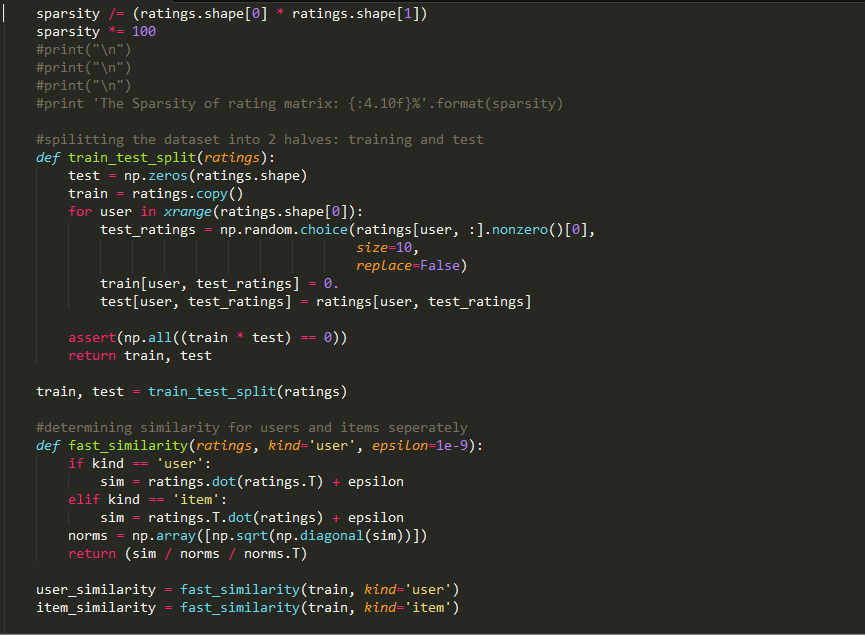 sparsity /= (ratings.shape[0] * ratings.shape[1])
sparsity *= 100
#print("\n")
#print("\n")
#print("\n")
#print 'The Sparsity of rating matrix: {:4.10f}%'.format(sparsity)
#spilitting the dataset into 2 halves: training and test
def train_test_split(ratings):
    test = np.zeros(ratings.shape)
    train = ratings.copy()
    for user in xrange(ratings.shape[0]):
        test_ratings = np.random.choice(ratings[user, :].nonzero()[0],
                                        size=10,
                                        replace=False)
        train[user, test_ratings] = 0.
        test[user, test_ratings] = ratings[user, test_ratings]
    assert(np.all((train * test) == 0))
    return train, test
train, test = train_test_split(ratings)
#determining similarity for users and items seperately
def fast_similarity(ratings, kind='user', epsilon=1e-9):
    if kind == 'user':
        sim = ratings.dot(ratings.T) + epsilon
    elif kind == 'item':
        sim = ratings.T.dot(ratings) + epsilon
    norms = np.array([np.sqrt(np.diagonal(sim))])
    return (sim / norms / norms.T)
user_similarity = fast_similarity(train, kind='user')
item_similarity = fast_similarity(train, kind='item')